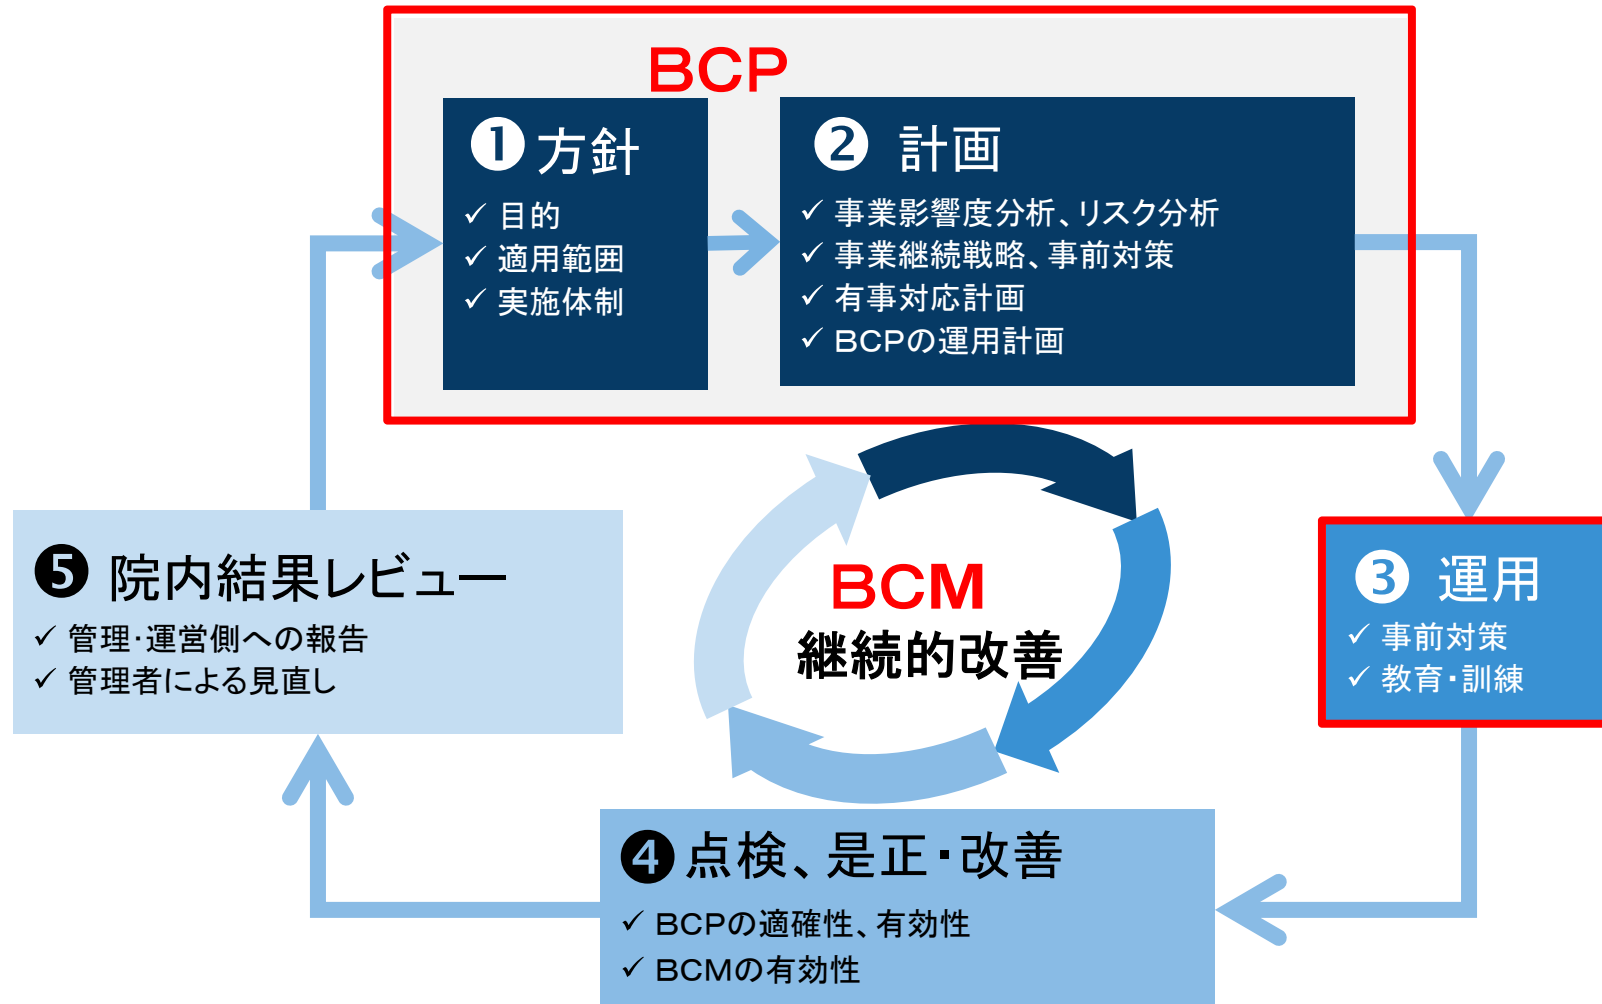 BCP
❶方針
✓ 目的
✓ 適用範囲
✓ 実施体制
❷ 計画
✓ 事業影響度分析、リスク分析
✓ 事業継続戦略、事前対策
✓ 有事対応計画
✓ BCPの運用計画
❸ 運用
✓ 事前対策
✓ 教育・訓練
BCM
継続的改善
❹点検、是正・改善
✓ BCPの適確性、有効性
✓ BCMの有効性
❺ 院内結果レビュー
✓ 管理・運営側への報告
✓ 管理者による見直し